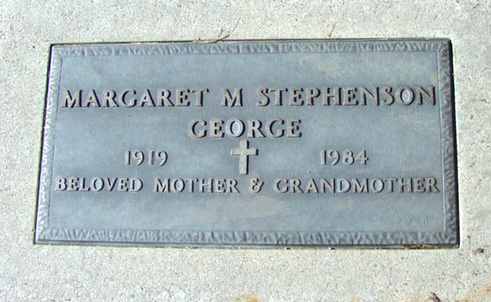 MARGARET M STEPHENSON
GEORGE
1919 1984
BELOVED MOTHER & GRANDMOTHER